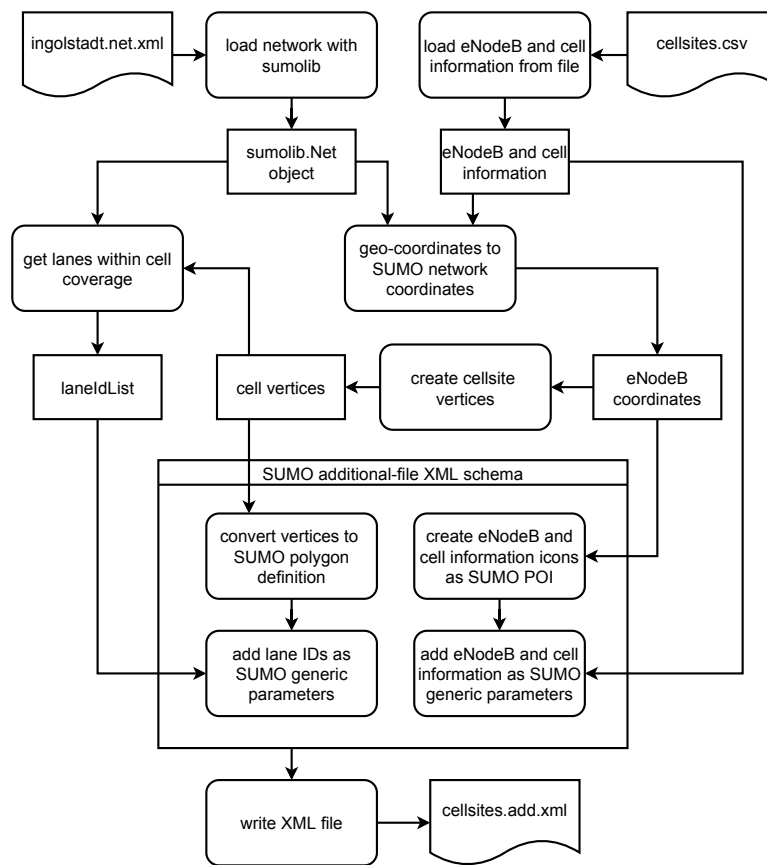 ingolstadt.net.xml
load network with
sumolib
load eNodeB and cell
information from file
cellsites.csv
sumolib.Net
object
eNodeB and cell
information
get lanes within cell
coverage
geo-coordinates to
SUMO network
coordinates
laneIdList
cell vertices
create cellsite
vertices
eNodeB
coordinates
SUMO additional-file XML schema
convert vertices to
SUMO polygon
definition
create eNodeB and
cell information icons
as SUMO POI
add lane IDs as
SUMO generic
parameters
add eNodeB and cell
information as SUMO
generic parameters
write XML file
cellsites.add.xml